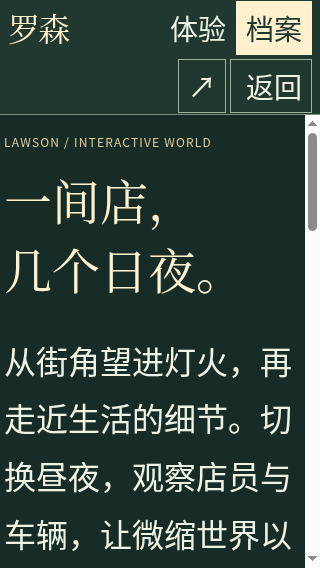 罗森
体验
档案
↗
返回
LAWSON / INTERACTIVE WORLD
一间店，
几个日夜。
从街角望进灯火，再
走近生活的细节。切
换昼夜，观察店员与
车辆，让微缩世界以